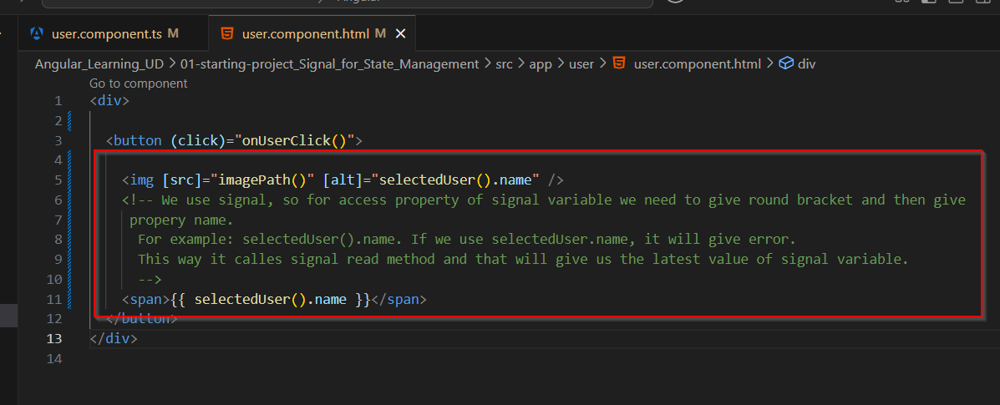 user.component.ts M
user.component.html M
Angular_Learning_UD > 01-starting-project_Signal_for_State_Management > src > app > user > user.component.html > div
Go to component
1 <div>
2
3 <button (click)="onUserClick()">
4
5 <img [src]="imagePath()" [alt]="selectedUser().name" />
6 <!-- We use signal, so for access property of signal variable we need to give round bracket and then give
7 propery name.
8 For example: selectedUser().name. If we use selectedUser.name, it will give error.
9 This way it calles signal read method and that will give us the latest value of signal variable.
10 -->
11 <span>{{ selectedUser().name }}</span>
12 </button>
13 </div>
14